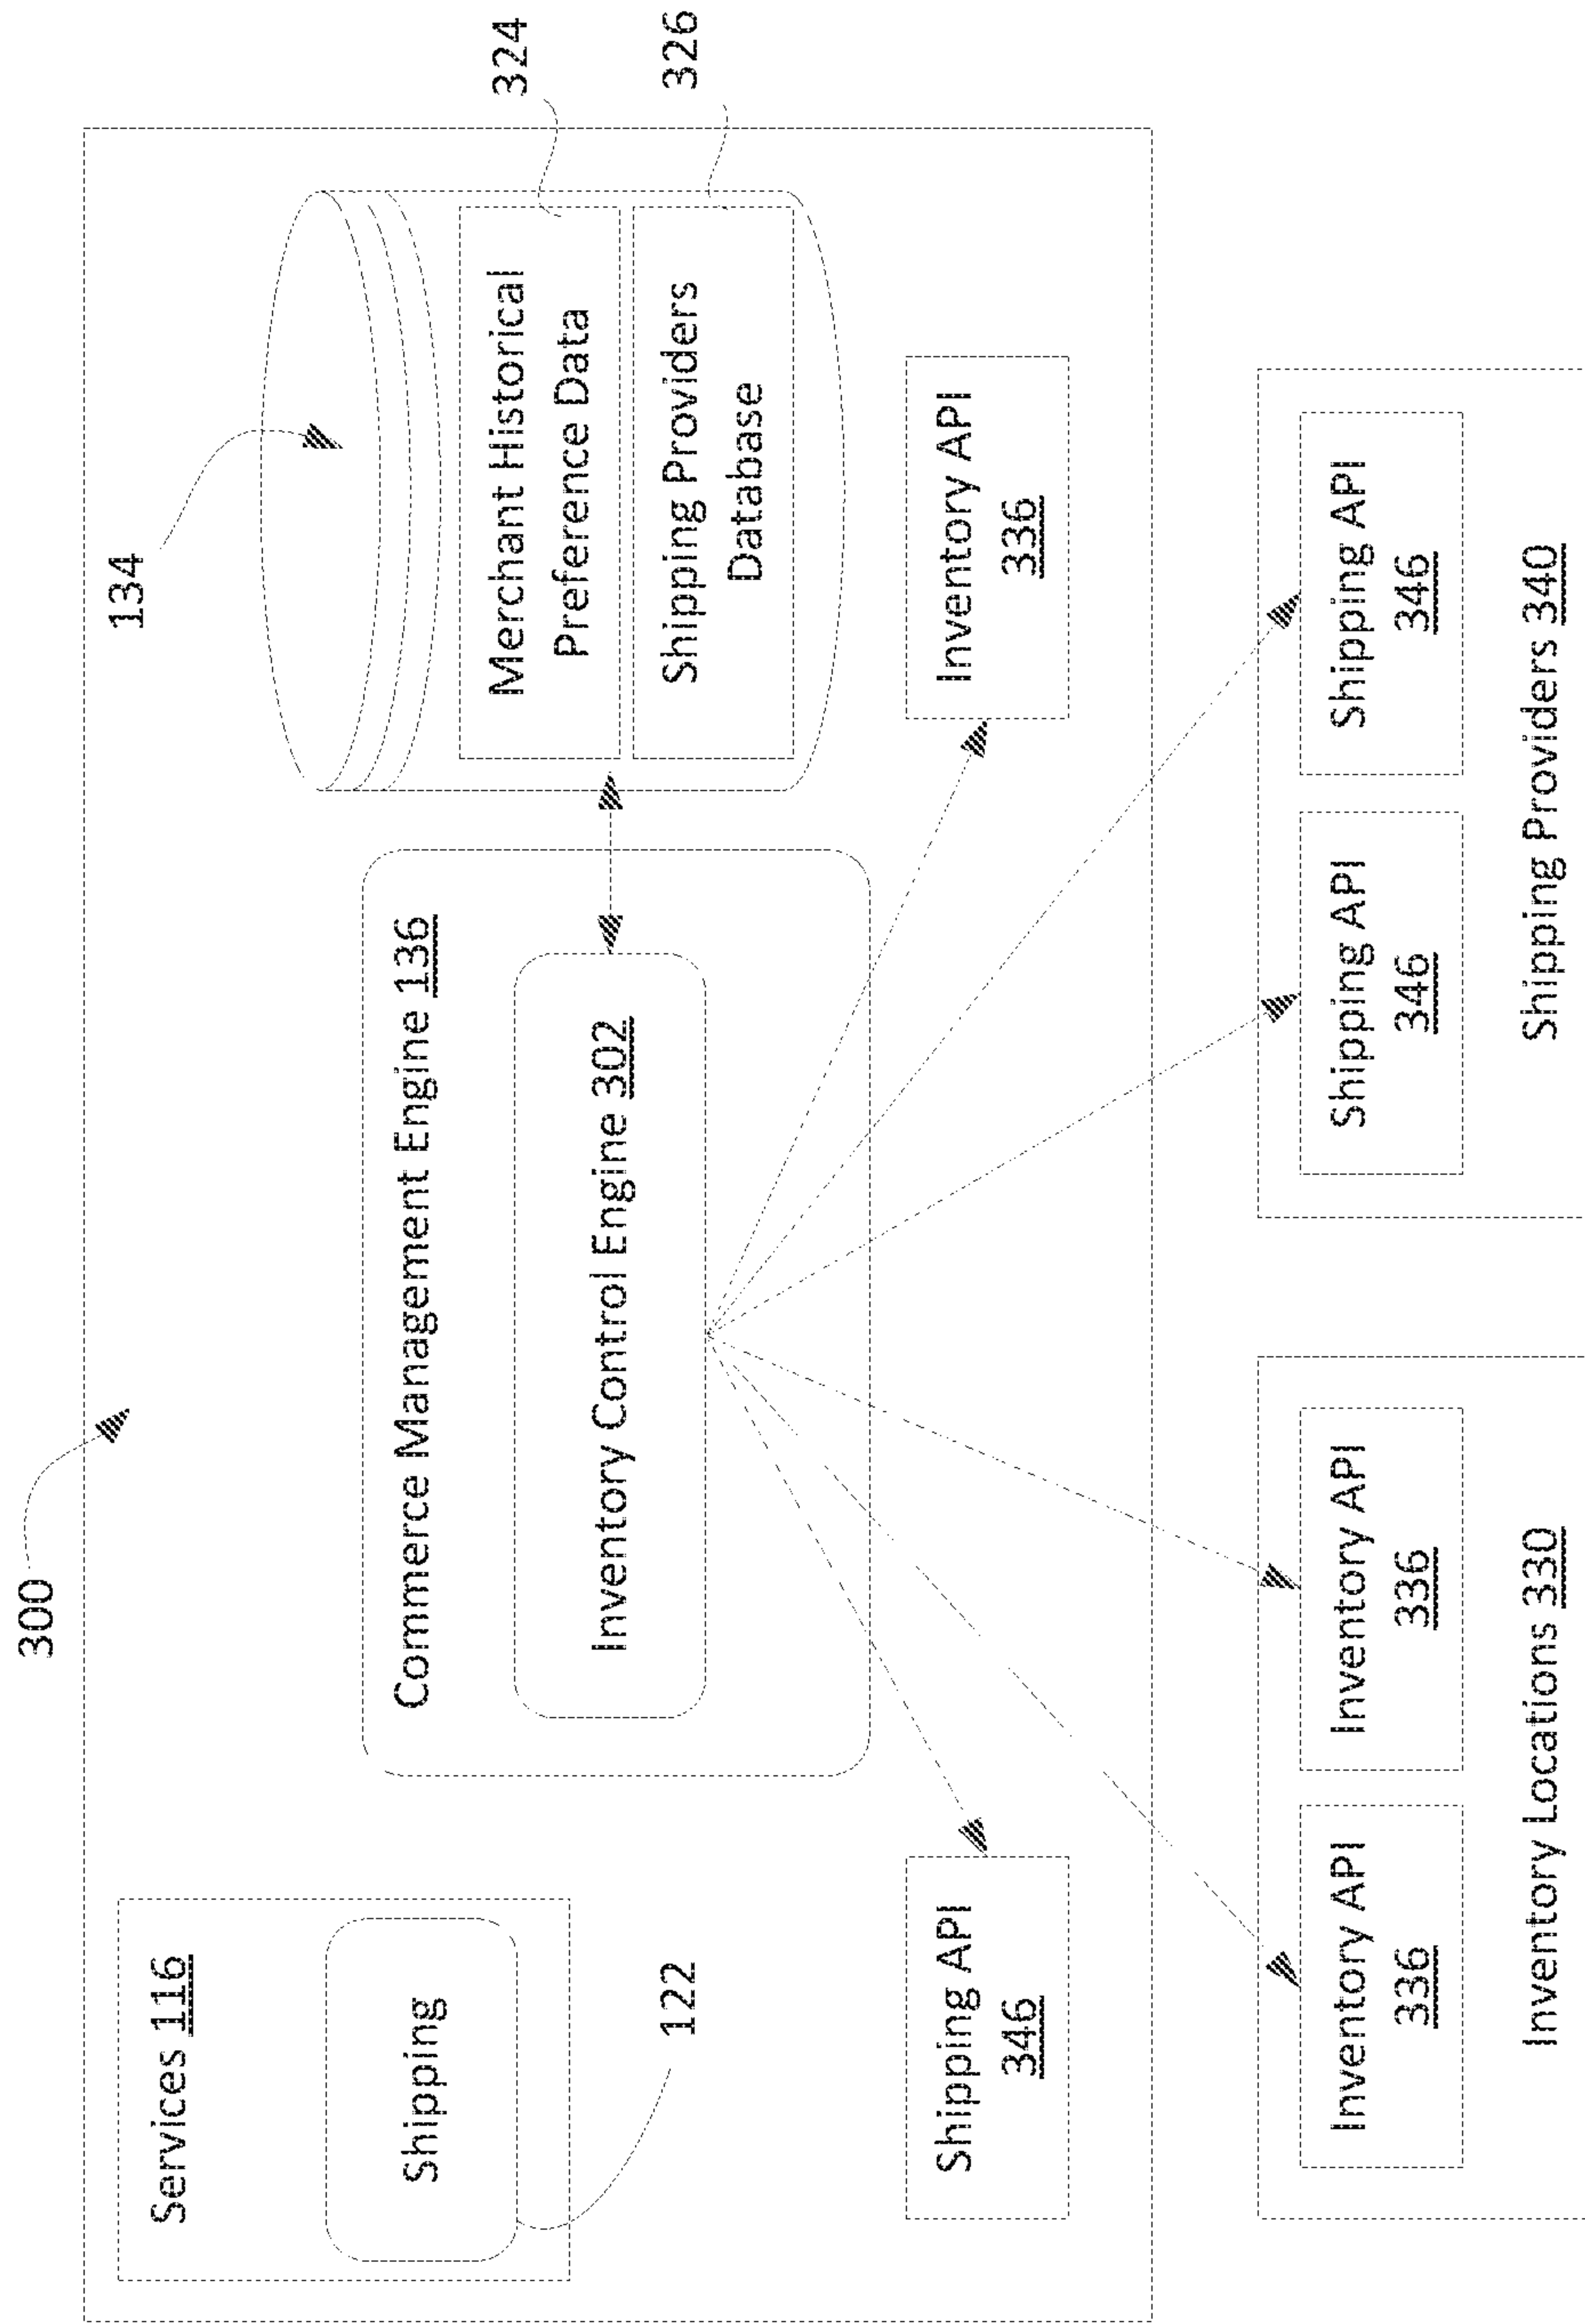 300
134
324
326
Services 116
Shipping
122
Commerce Management Engine 136
Inventory Control Engine 302
Merchant Historical
Preference Data
Shipping Providers
Database
Shipping API
346
Inventory API
336
Inventory API
336
Inventory API
336
Inventory Locations 330
Shipping API
346
Shipping API
346
Shipping Providers 340